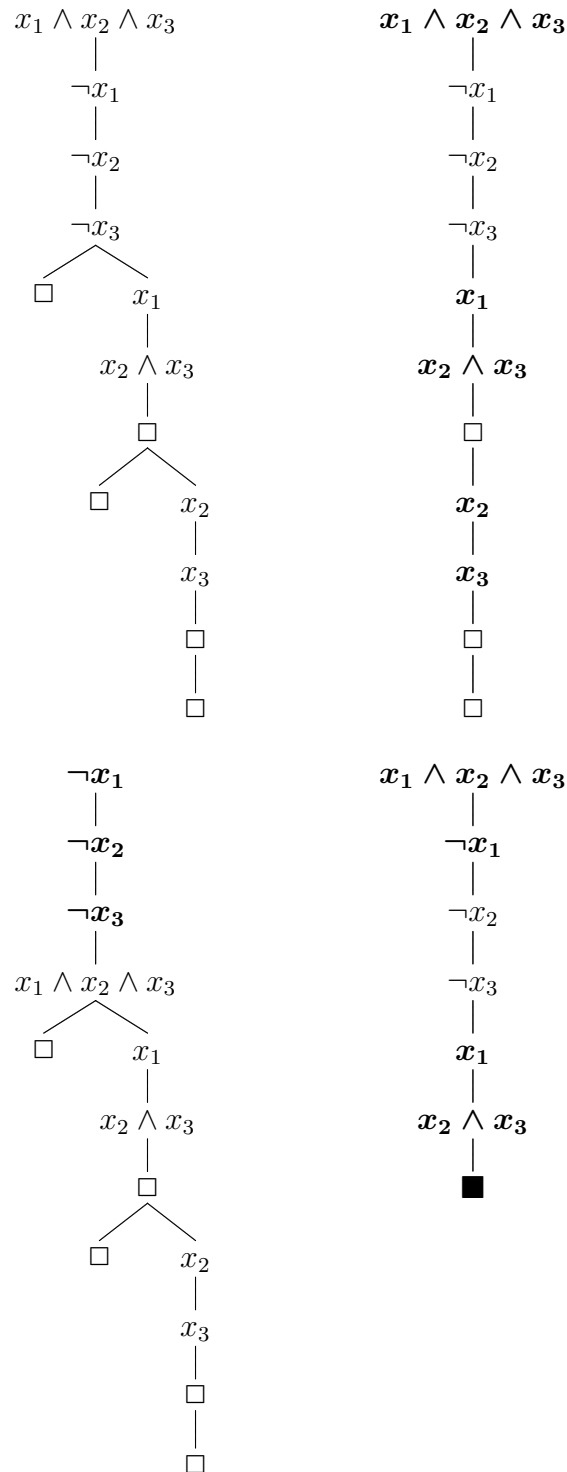 x₁ ∧ x₂ ∧ x₃
¬x₁
¬x₂
¬x₃
□
x₁
x₂ ∧ x₃
□
□
x₂
x₃
□
□
x₁ ∧ x₂ ∧ x₃
¬x₁
¬x₂
¬x₃
x₁
x₂ ∧ x₃
□
x₂
x₃
□
□
¬x₁
¬x₂
¬x₃
x₁ ∧ x₂ ∧ x₃
□
x₁
x₂ ∧ x₃
□
□
x₂
x₃
□
□
x₁ ∧ x₂ ∧ x₃
¬x₁
¬x₂
¬x₃
x₁
x₂ ∧ x₃
■